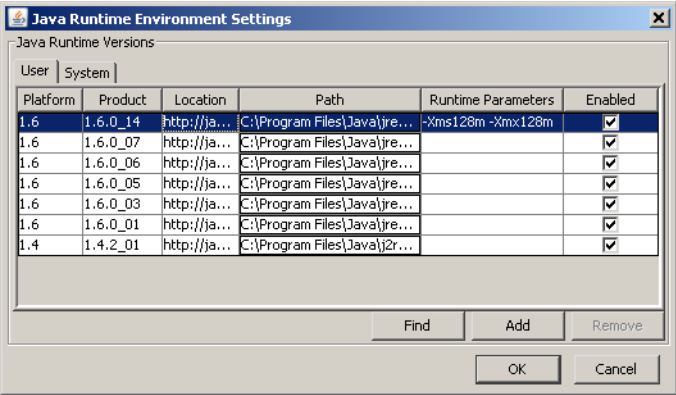 Java Runtime Environment Settings
Java Runtime Versions
User System
Platform Product Location Path Runtime Parameters Enabled
1.6 1.6.0_14 http://ja... C:\Program Files\Java\jre... -Xms128m -Xmx128m
1.6 1.6.0_07 http://ja... C:\Program Files\Java\jre...
1.6 1.6.0_06 http://ja... C:\Program Files\Java\jre...
1.6 1.6.0_05 http://ja... C:\Program Files\Java\jre...
1.6 1.6.0_03 http://ja... C:\Program Files\Java\jre...
1.6 1.6.0_01 http://ja... C:\Program Files\Java\jre...
1.4 1.4.2_01 http://ja... C:\Program Files\Java\j2r...
Find Add Remove
OK Cancel